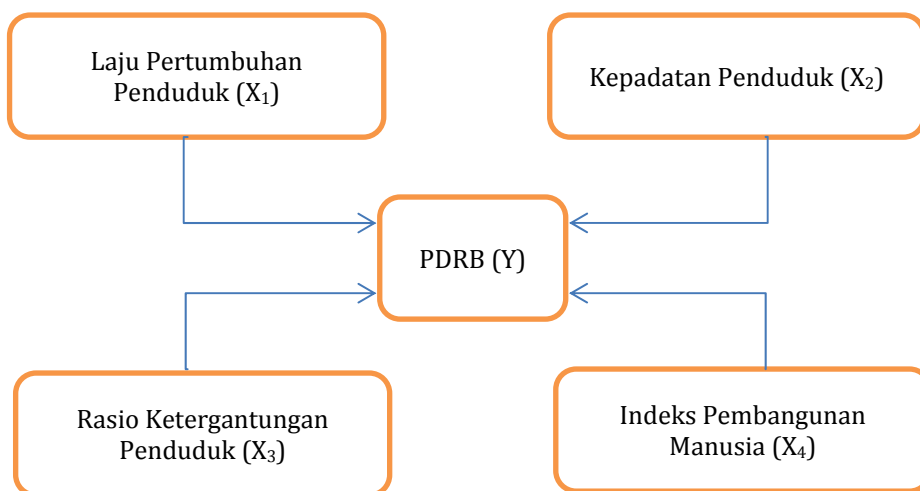 Laju Pertumbuhan
Penduduk (X₁)
Kepadatan Penduduk (X₂)
PDRB (Y)
Rasio Ketergantungan
Penduduk (X₃)
Indeks Pembangunan
Manusia (X₄)